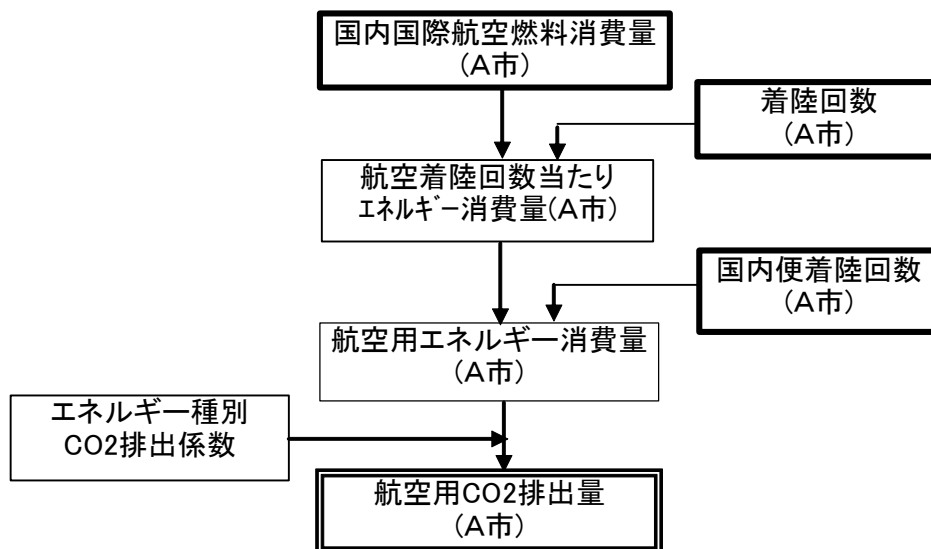 国内国際航空燃料消費量
(A市)
着陸回数
(A市)
航空着陸回数当たり
ｴﾈﾙｷﾞｰ消費量(A市)
国内便着陸回数
(A市)
航空用エネルギー消費量
(A市)
エネルギー種別
CO2排出係数
航空用CO2排出量
(A市)